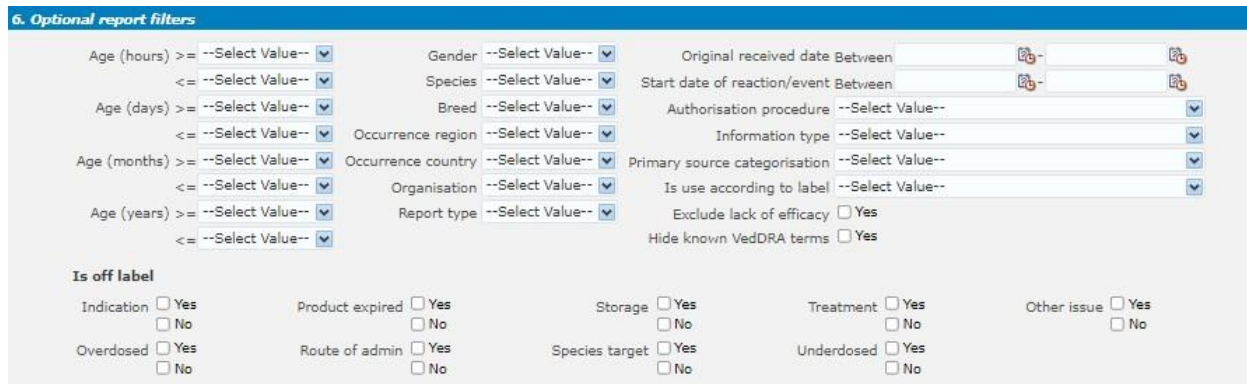 6. Optional report filters
Age (hours) >= --Select Value-- Gender --Select Value-- Original received date Between -
<= --Select Value-- Species --Select Value-- Start date of reaction/event Between -
Age (days) >= --Select Value-- Breed --Select Value-- Authorisation procedure --Select Value--
<= --Select Value-- Occurrence region --Select Value-- Information type --Select Value--
Age (months) >= --Select Value-- Occurrence country --Select Value-- Primary source categorisation --Select Value--
<= --Select Value-- Organisation --Select Value-- Is use according to label --Select Value--
Age (years) >= --Select Value-- Report type --Select Value-- Exclude lack of efficacy Yes
<= --Select Value-- Hide known VedDRA terms Yes
Is off label
Indication Yes Product expired Yes Storage Yes Treatment Yes Other issue Yes
No No No No No
Overdosed Yes Route of admin Yes Species target Yes Underdosed Yes
No No No No